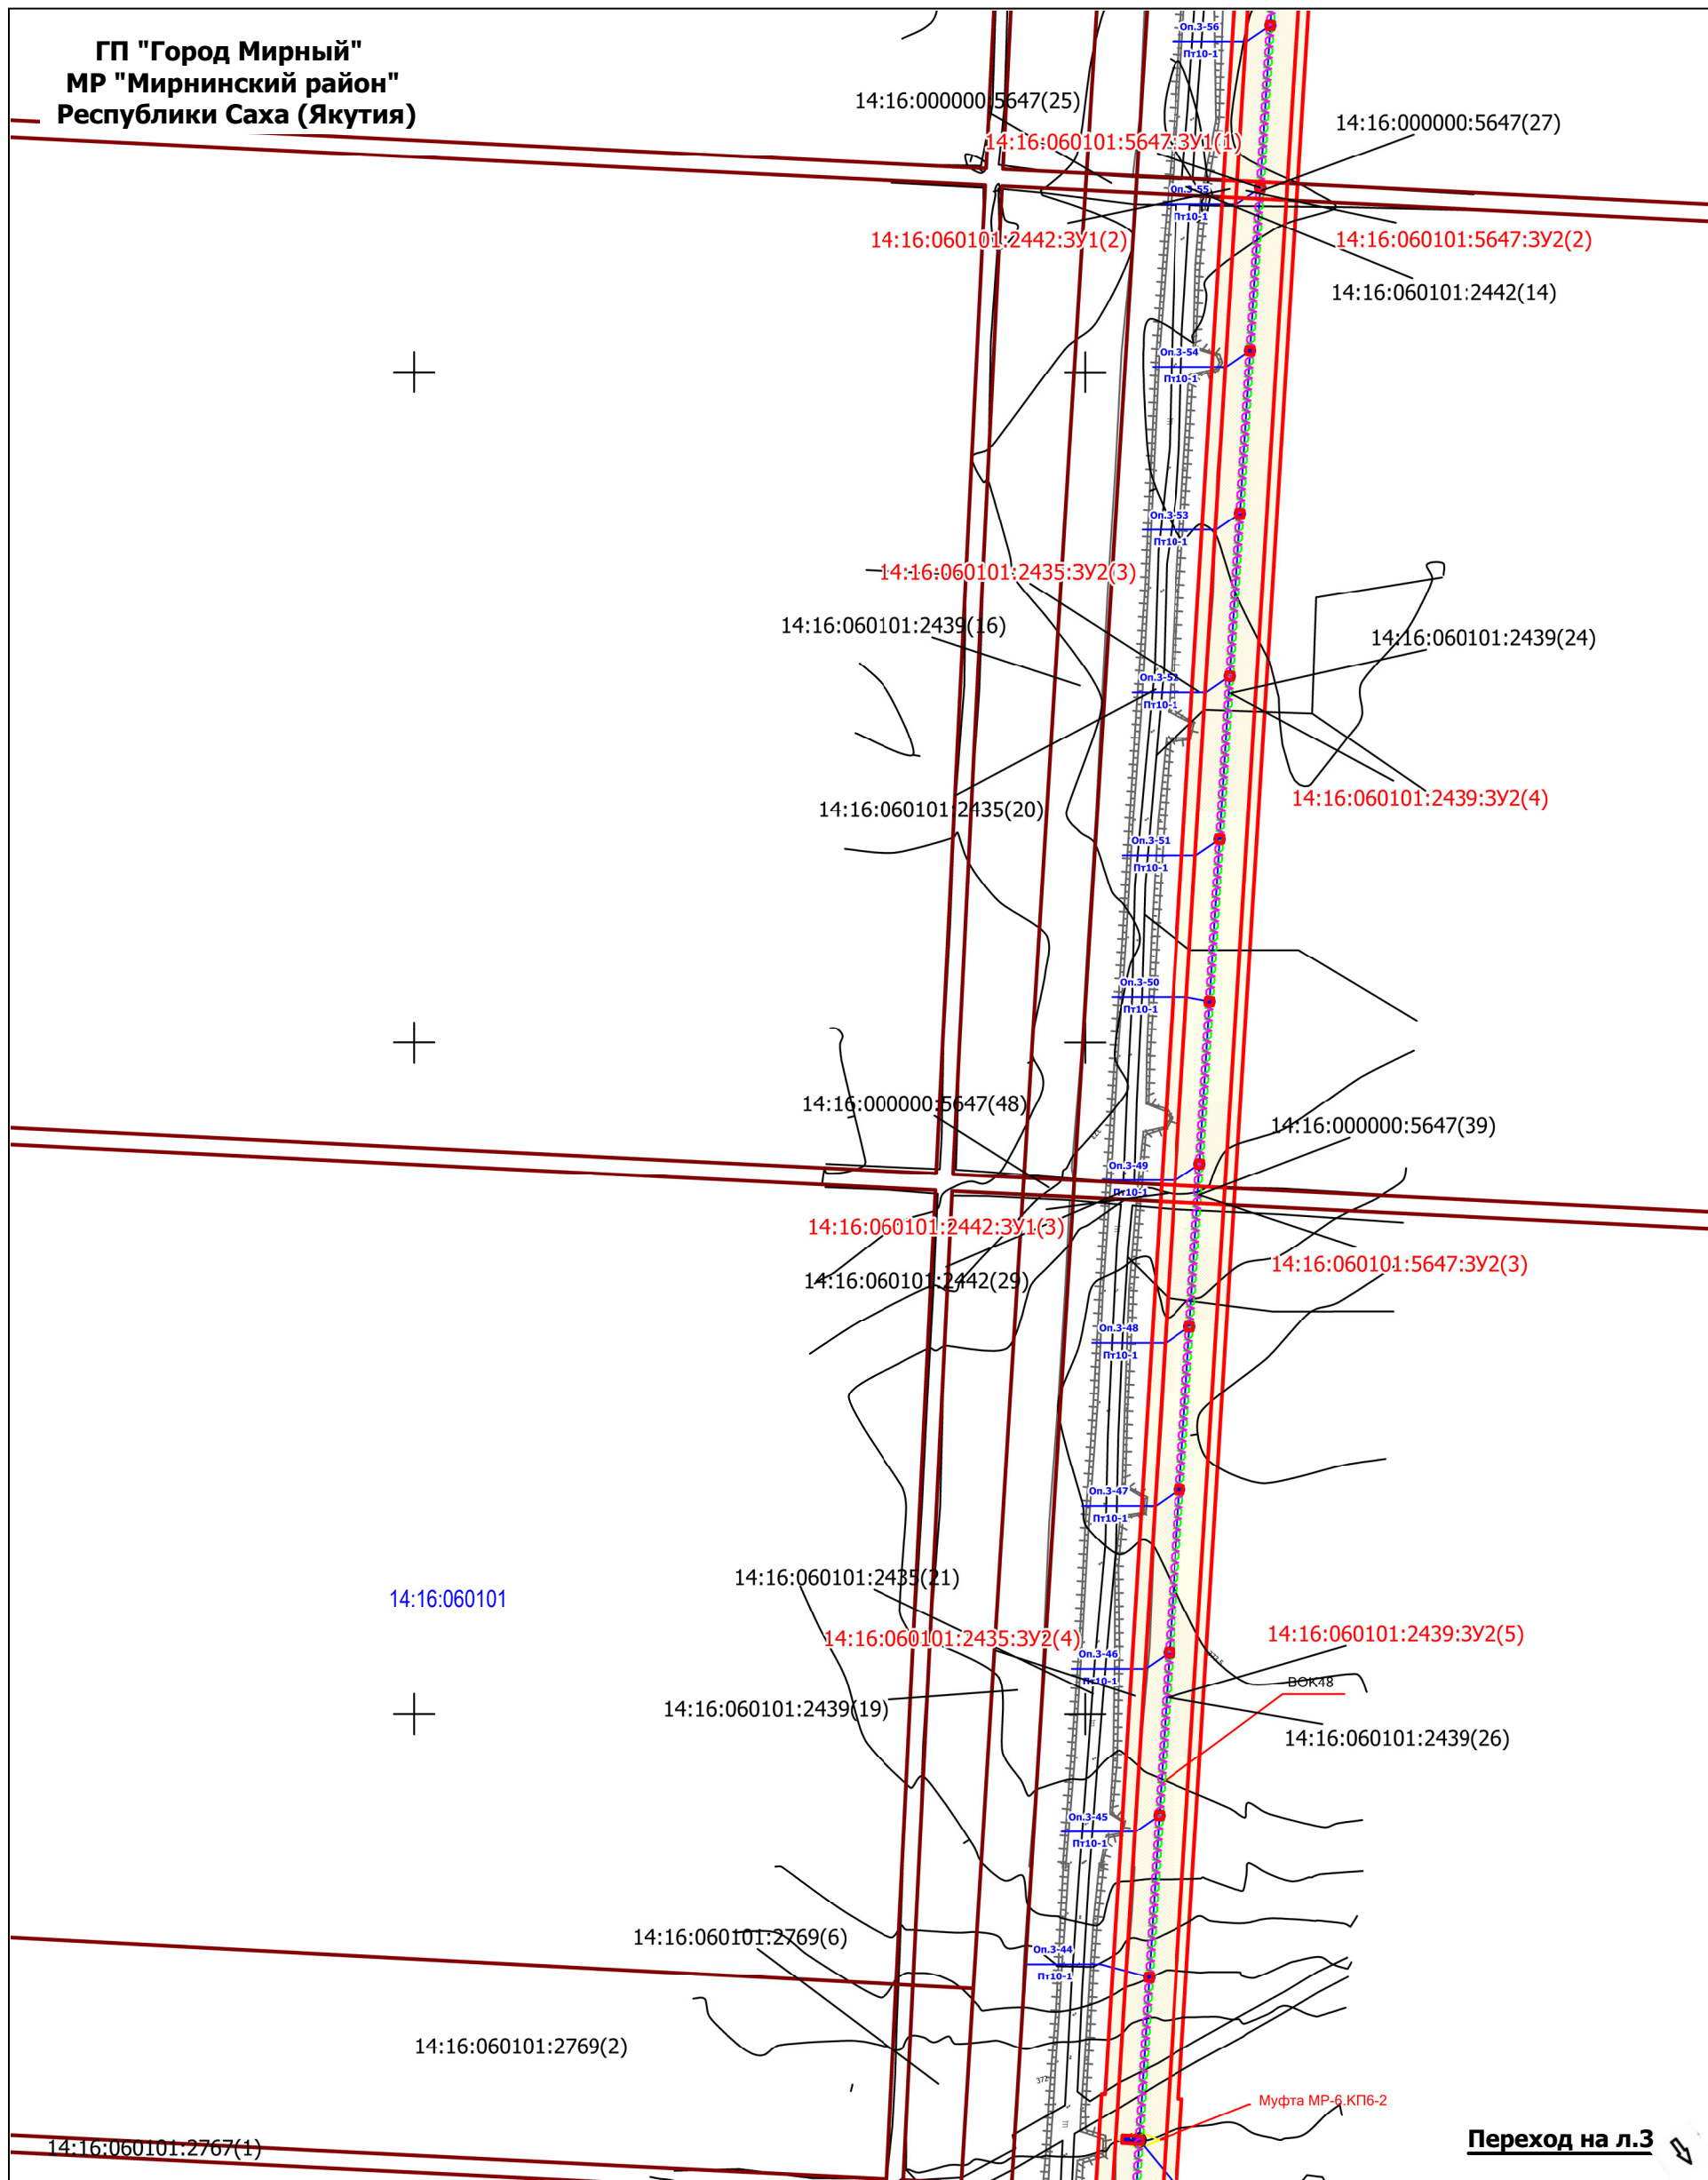 ГП "Город Мирный"
МР "Мирнинский район"
Республики Саха (Якутия)
Оп.3-56
Пт10-1
14:16:000000:5647(25)
14:16:000000:5647(27)
14:16:060101:5647:ЗУ1(1)
Оп.3-55
Пт10-1
14:16:060101:2442:ЗУ1(2)
14:16:060101:5647:ЗУ2(2)
14:16:060101:2442(14)
Оп.3-54
Пт10-1
Оп.3-53
Пт10-1
14:16:060101:2435:ЗУ2(3)
14:16:060101:2439(16)
14:16:060101:2439(24)
Оп.3-52
Пт10-1
14:16:060101:2439:ЗУ2(4)
14:16:060101:2435(20)
Оп.3-51
Пт10-1
Оп.3-50
Пт10-1
14:16:000000:5647(48)
14:16:000000:5647(39)
Оп.3-49
Пт10-1
14:16:060101:2442:ЗУ1(3)
14:16:060101:5647:ЗУ2(3)
14:16:060101:2442(29)
Оп.3-48
Пт10-1
Оп.3-47
Пт10-1
14:16:060101:2435(21)
14:16:060101
14:16:060101:2435:ЗУ2(4)
14:16:060101:2439:ЗУ2(5)
Оп.3-46
Пт10-1
ВОК48
14:16:060101:2439(19)
14:16:060101:2439(26)
Оп.3-45
Пт10-1
14:16:060101:2769(6)
Оп.3-44
Пт10-1
14:16:060101:2769(2)
372
Муфта МР-6.КП6-2
14:16:060101:2767(1)
Переход на л.3